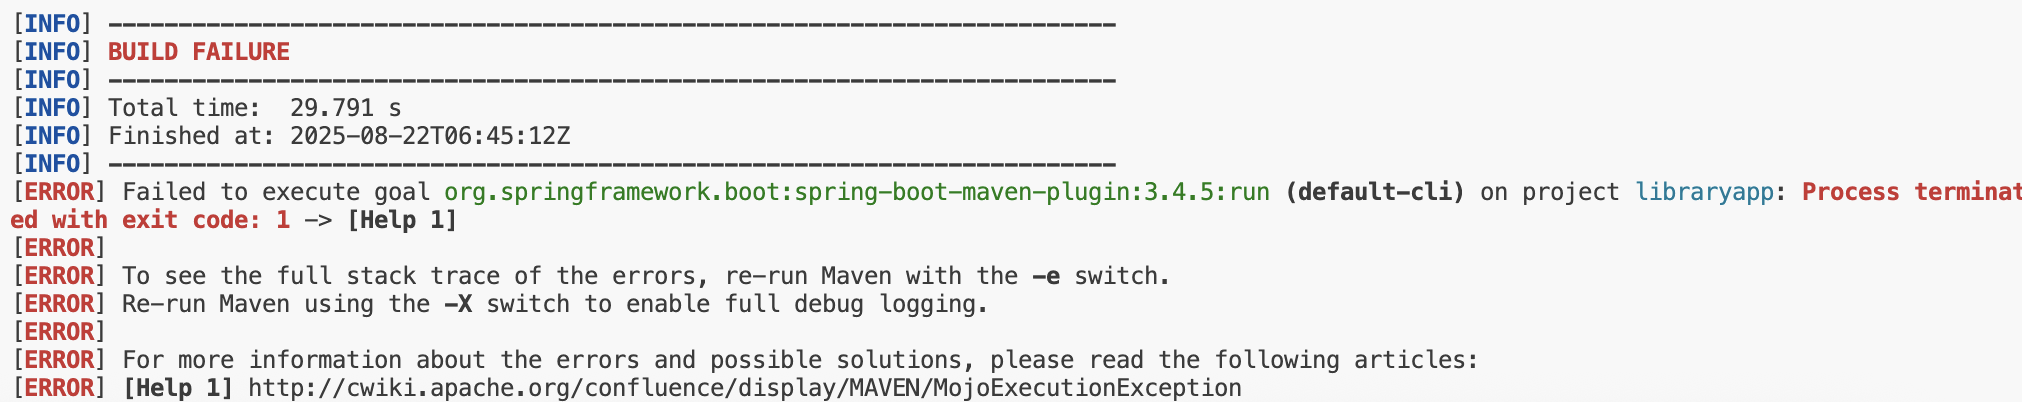 [INFO] ------------------------------------------------------------------------
[INFO] BUILD FAILURE
[INFO] ------------------------------------------------------------------------
[INFO] Total time:  29.791 s
[INFO] Finished at: 2025-08-22T06:45:12Z
[INFO] ------------------------------------------------------------------------
[ERROR] Failed to execute goal org.springframework.boot:spring-boot-maven-plugin:3.4.5:run (default-cli) on project libraryapp: Process terminat
ed with exit code: 1 -> [Help 1]
[ERROR]
[ERROR] To see the full stack trace of the errors, re-run Maven with the -e switch.
[ERROR] Re-run Maven using the -X switch to enable full debug logging.
[ERROR]
[ERROR] For more information about the errors and possible solutions, please read the following articles:
[ERROR] [Help 1] http://cwiki.apache.org/confluence/display/MAVEN/MojoExecutionException